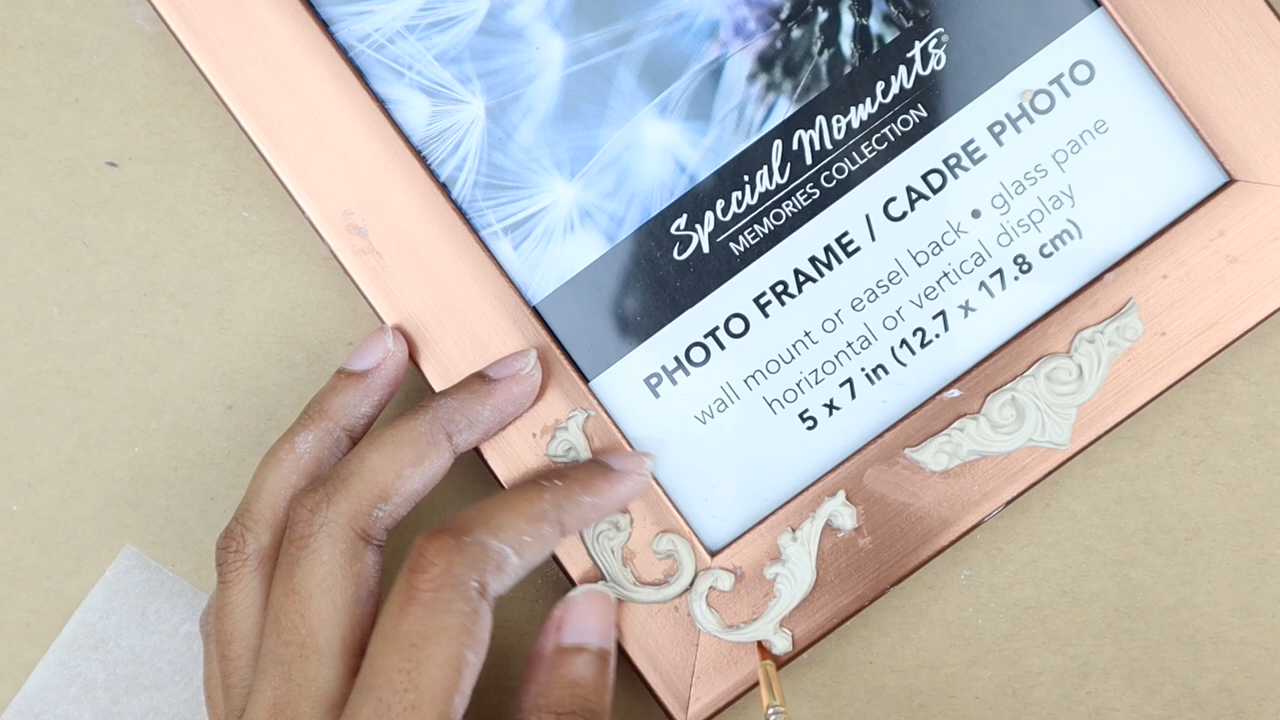 Special Moments®
MEMORIES COLLECTION
PHOTO FRAME / CADRE PHOTO
wall mount or easel back • glass pane
horizontal or vertical display
5 x 7 in (12.7 x 17.8 cm)